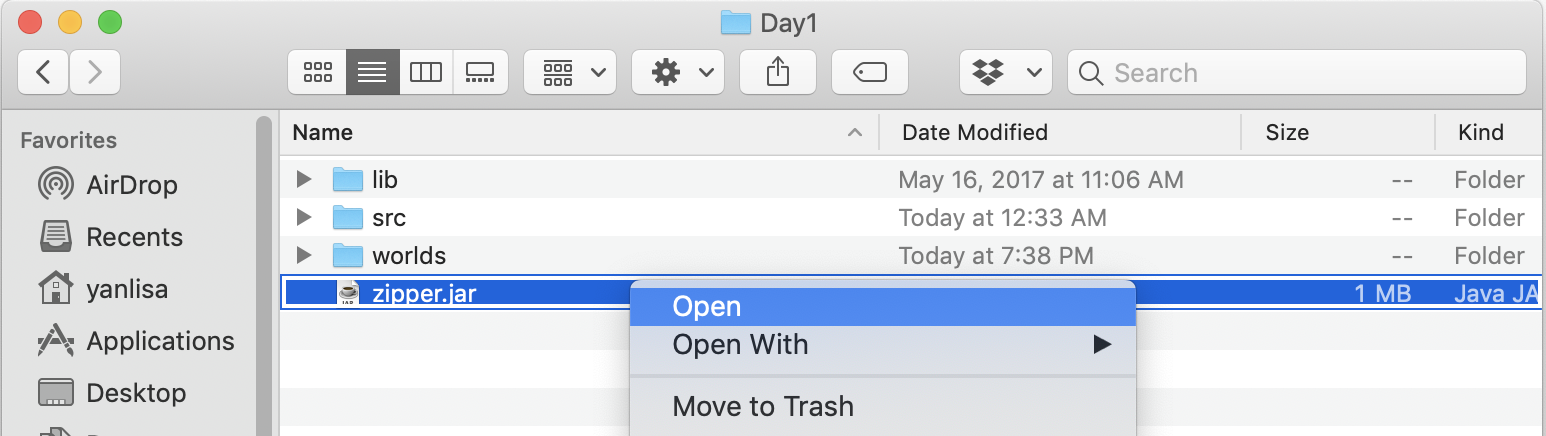 Day1
Search
Favorites
AirDrop
Recents
yanlisa
Applications
Desktop
Name Date Modified Size Kind
lib May 16, 2017 at 11:06 AM -- Folder
src Today at 12:33 AM -- Folder
worlds Today at 7:38 PM -- Folder
zipper.jar 1 MB Java JA
Open
Open With
Move to Trash